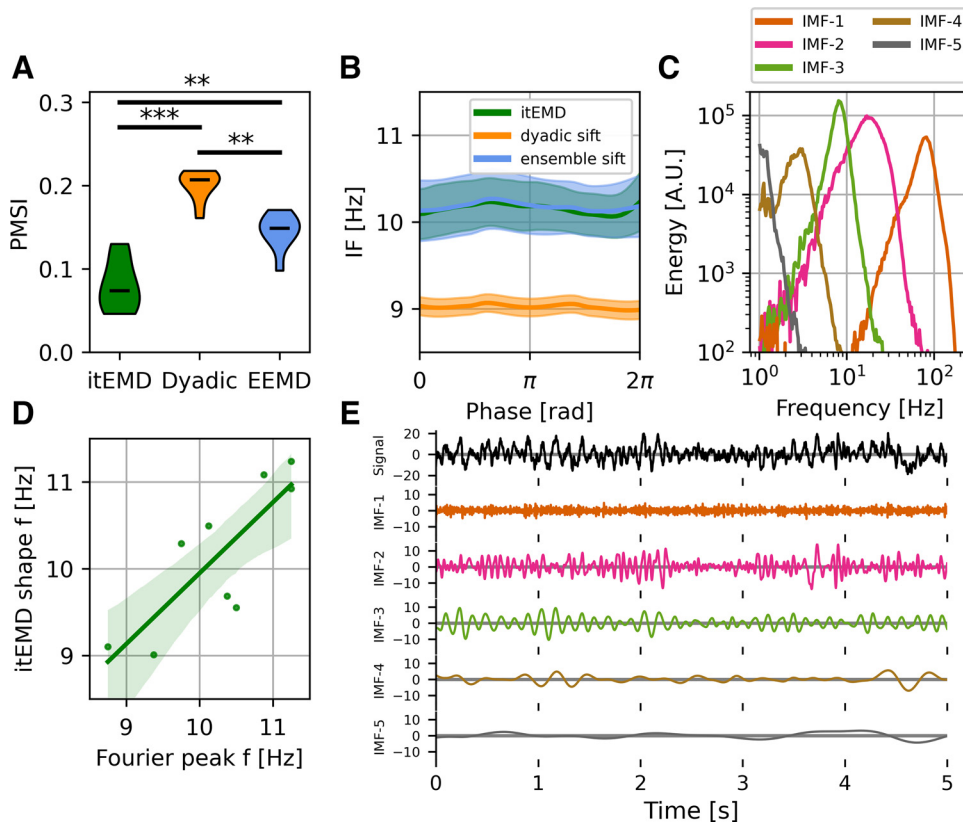 IMF-1 IMF-4
IMF-2 IMF-5
IMF-3
A
**
***
**
0.3
0.2
0.1
0.0
PMSI
itEMD Dyadic EEMD
B
itEMD
dyadic sift
ensemble sift
11
10
9
IF [Hz]
0 π 2π
Phase [rad]
C
10⁵
10⁴
10³
10²
Energy [A.U.]
10⁰ 10¹ 10²
Frequency [Hz]
D
11
10
9
itEMD shape f [Hz]
9 10 11
Fourier peak f [Hz]
E
Signal
20
0
−20
IMF-1
10
0
−10
IMF-2
10
0
−10
IMF-3
10
0
−10
IMF-4
10
0
−10
IMF-5
10
0
−10
0 1 2 3 4 5
Time [s]